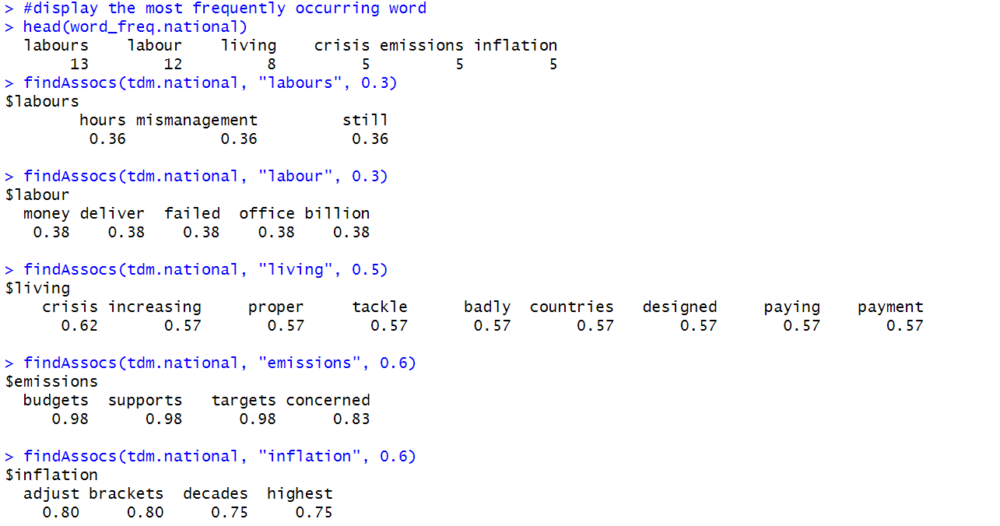 > #display the most frequently occurring word
> head(word_freq.national)
labours labour living crisis emissions inflation
13 12 8 5 5 5
> findAssocs(tdm.national, "labours", 0.3)
$labours
hours mismanagement still
0.36 0.36 0.36
> findAssocs(tdm.national, "labour", 0.3)
$labour
money deliver failed office billion
0.38 0.38 0.38 0.38 0.38
> findAssocs(tdm.national, "living", 0.5)
$living
crisis increasing proper tackle badly countries designed paying payment
0.62 0.57 0.57 0.57 0.57 0.57 0.57 0.57 0.57
> findAssocs(tdm.national, "emissions", 0.6)
$emissions
budgets supports targets concerned
0.98 0.98 0.98 0.83
> findAssocs(tdm.national, "inflation", 0.6)
$inflation
adjust brackets decades highest
0.80 0.80 0.75 0.75